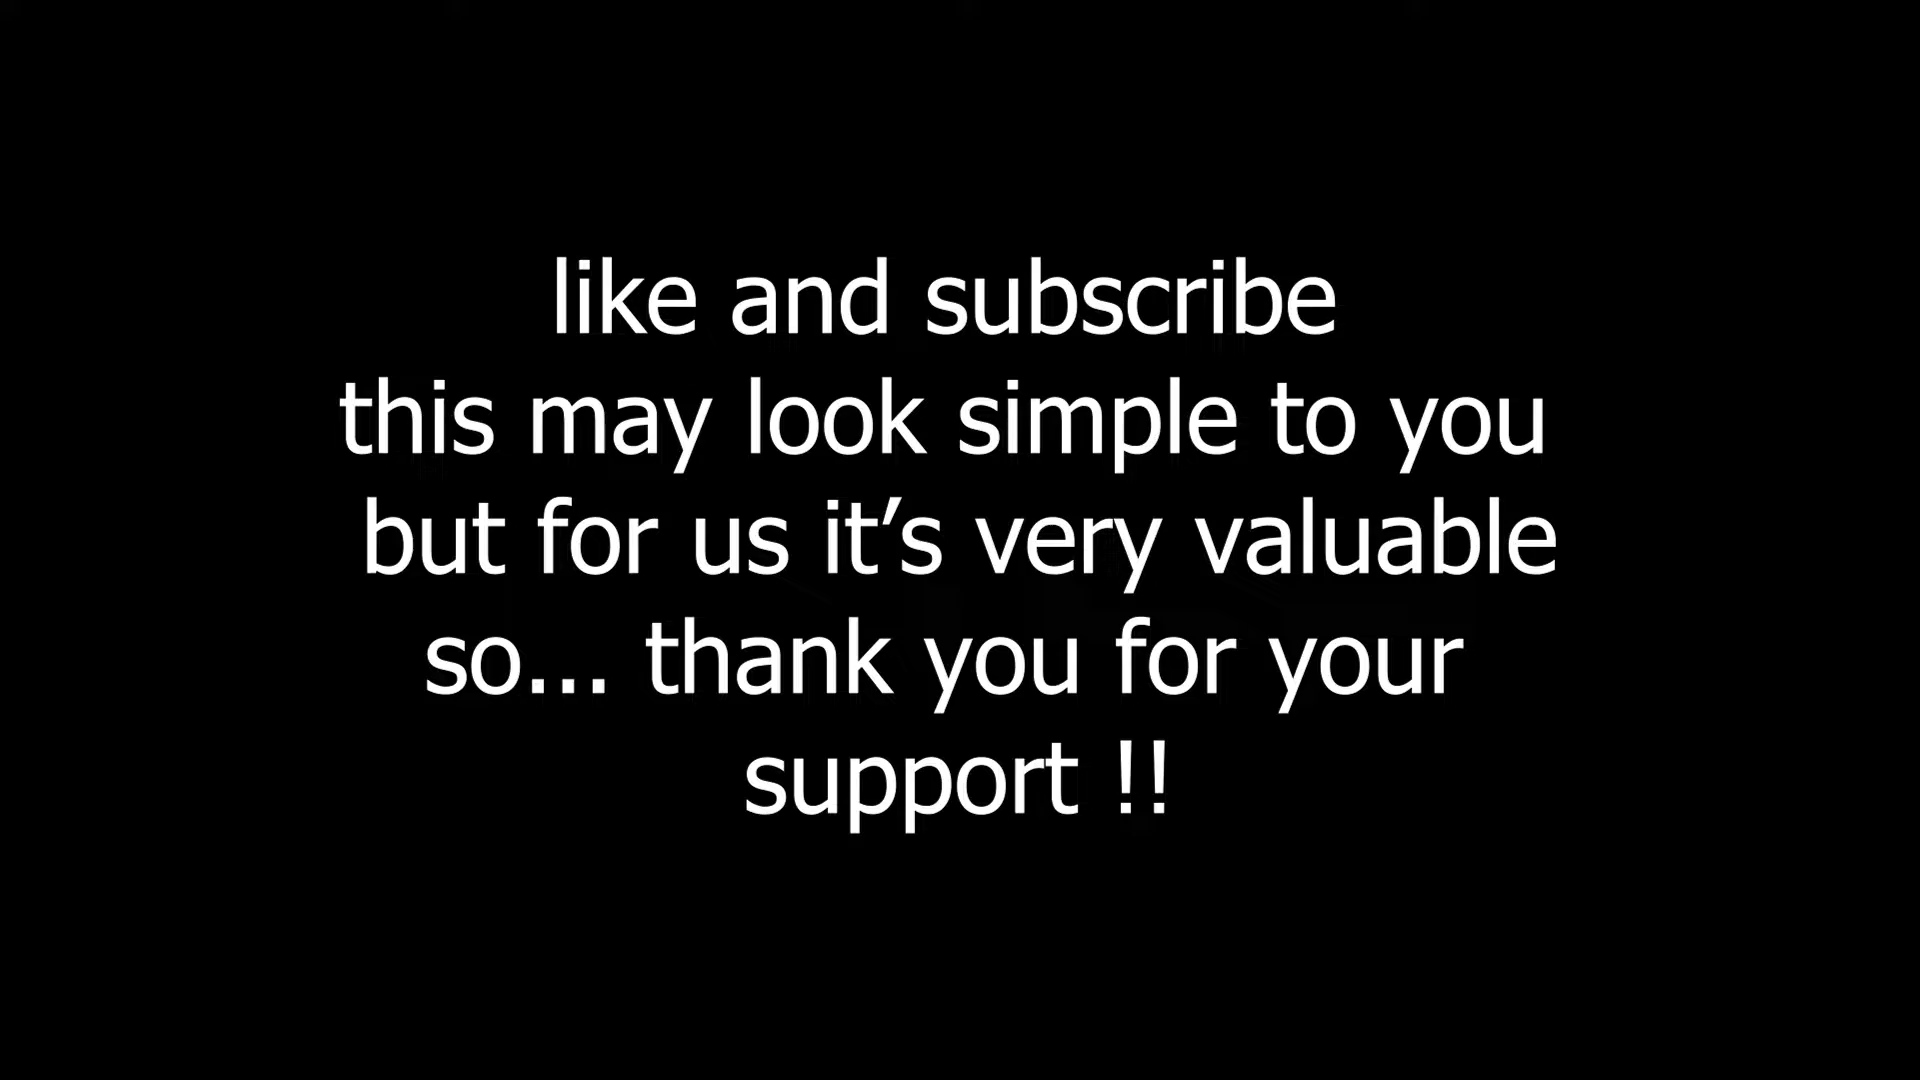 like and subscribe
this may look simple to you
but for us it’s very valuable
so... thank you for your
support !!